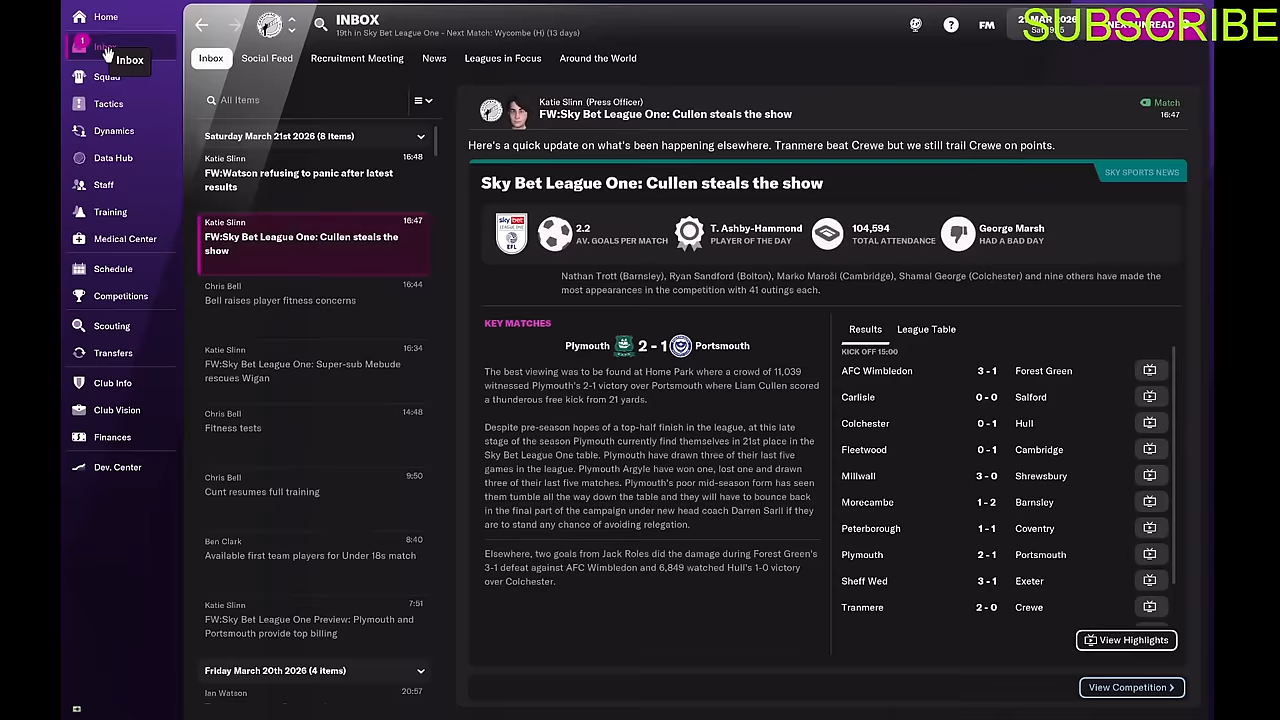 Home
Inbox
Inbox
1
Squad
Tactics
Dynamics
Data Hub
Staff
Training
Medical Center
Schedule
Competitions
Scouting
Transfers
Club Info
Club Vision
Finances
Dev. Center
INBOX
19th in Sky Bet League One - Next Match: Wycombe (H) (13 days)
FM
MAR 2026
NEXT UNREAD
SUBSCRIBE
Inbox
Social Feed
Recruitment Meeting
News
Leagues in Focus
Around the World
All Items
Saturday March 21st 2026 (8 Items)
Katie Slinn
16:48
FW:Watson refusing to panic after latest
results
Katie Slinn
16:47
FW:Sky Bet League One: Cullen steals the
show
Chris Bell
16:44
Bell raises player fitness concerns
Katie Slinn
16:34
FW:Sky Bet League One: Super-sub Mebude
rescues Wigan
Chris Bell
14:48
Fitness tests
Chris Bell
9:50
Cunt resumes full training
Ben Clark
8:40
Available first team players for Under 18s match
Katie Slinn
7:51
FW:Sky Bet League One Preview: Plymouth and
Portsmouth provide top billing
Friday March 20th 2026 (4 items)
Ian Watson
20:57
Katie Slinn (Press Officer)
FW:Sky Bet League One: Cullen steals the show
Match
16:47
Here's a quick update on what's been happening elsewhere. Tranmere beat Crewe but we still trail Crewe on points.
SKY SPORTS NEWS
Sky Bet League One: Cullen steals the show
sky bet
EFL
2.2
AV. GOALS PER MATCH
T. Ashby-Hammond
PLAYER OF THE DAY
104,594
TOTAL ATTENDANCE
George Marsh
HAD A BAD DAY
Nathan Trott (Barnsley), Ryan Sandford (Bolton), Marko Maroši (Cambridge), Shamal George (Colchester) and nine others have made the
most appearances in the competition with 41 outings each.
KEY MATCHES
Plymouth 2 - 1 Portsmouth
The best viewing was to be found at Home Park where a crowd of 11,039
witnessed Plymouth's 2-1 victory over Portsmouth where Liam Cullen scored
a thunderous free kick from 21 yards.
Despite pre-season hopes of a top-half finish in the league, at this late
stage of the season Plymouth currently find themselves in 21st place in the
Sky Bet League One table. Plymouth have drawn three of their last five
games in the league. Plymouth Argyle have won one, lost one and drawn
three of their last five matches. Plymouth's poor mid-season form has seen
them tumble all the way down the table and they will have to bounce back
in the final part of the campaign under new head coach Darren Sarll if they
are to stand any chance of avoiding relegation.
Elsewhere, two goals from Jack Roles did the damage during Forest Green's
3-1 defeat against AFC Wimbledon and 6,849 watched Hull's 1-0 victory
over Colchester.
Results
League Table
KICK OFF 15:00
AFC Wimbledon 3 - 1 Forest Green
Carlisle 0 - 0 Salford
Colchester 0 - 1 Hull
Fleetwood 0 - 1 Cambridge
Millwall 3 - 0 Shrewsbury
Morecambe 1 - 2 Barnsley
Peterborough 1 - 1 Coventry
Plymouth 2 - 1 Portsmouth
Sheff Wed 3 - 1 Exeter
Tranmere 2 - 0 Crewe
View Highlights
View Competition